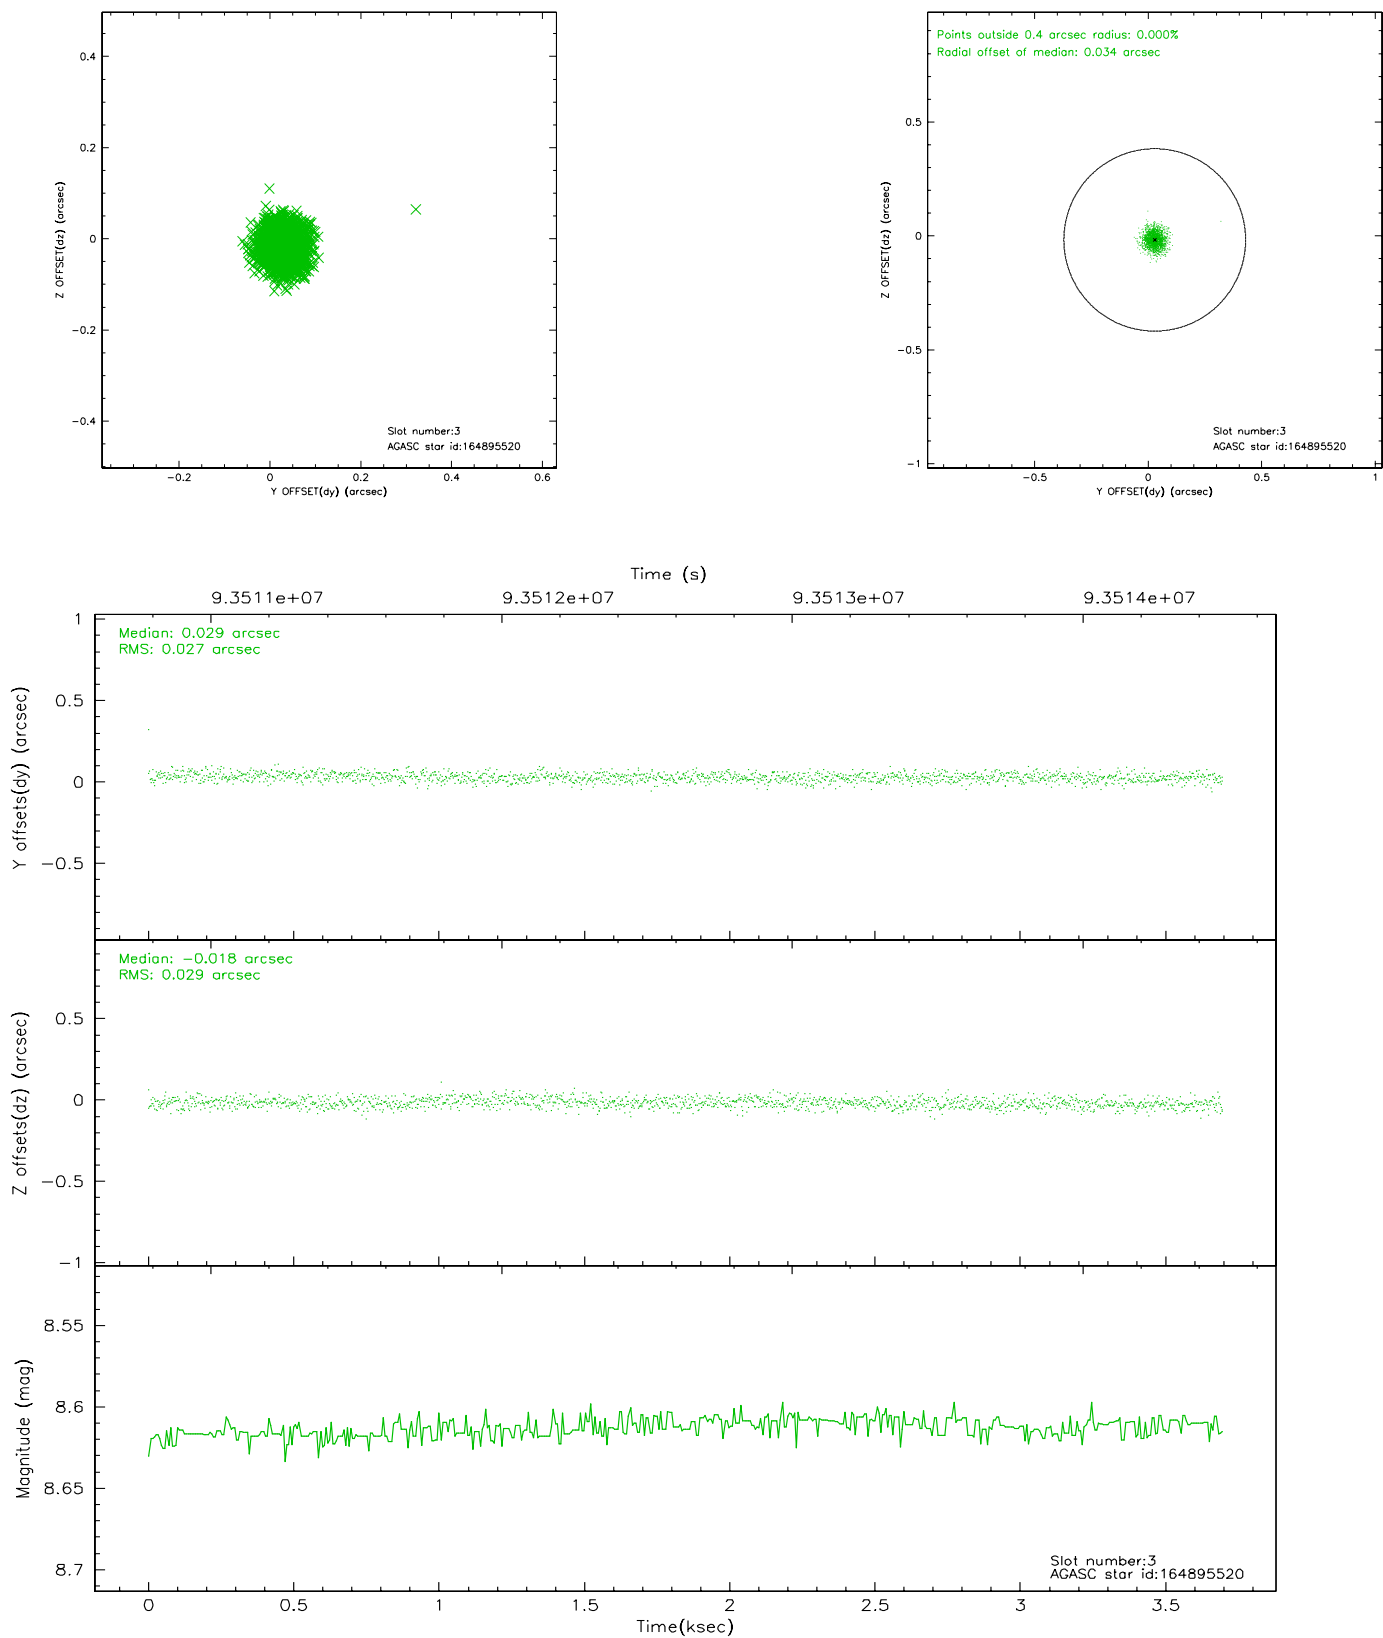 0.4
0.2
0
−0.2
−0.4
Z OFFSET(dz) (arcsec)
Slot number:3
AGASC star id:164895520
−0.2 0 0.2 0.4 0.6
Y OFFSET(dy) (arcsec)
Points outside 0.4 arcsec radius: 0.000%
Radial offset of median: 0.034 arcsec
0.5
0
−0.5
−1
Z OFFSET(dz) (arcsec)
Slot number:3
AGASC star id:164895520
−0.5 0 0.5 1
Y OFFSET(dy) (arcsec)
Time (s)
9.3511e+07 9.3512e+07 9.3513e+07 9.3514e+07
Median: 0.029 arcsec
RMS: 0.027 arcsec
1
0.5
0
−0.5
Y offsets(dy) (arcsec)
Median: −0.018 arcsec
RMS: 0.029 arcsec
0.5
0
−0.5
−1
Z offsets(dz) (arcsec)
8.55
8.6
8.65
8.7
Magnitude (mag)
Slot number:3
AGASC star id:164895520
0 0.5 1 1.5 2 2.5 3 3.5
Time(ksec)